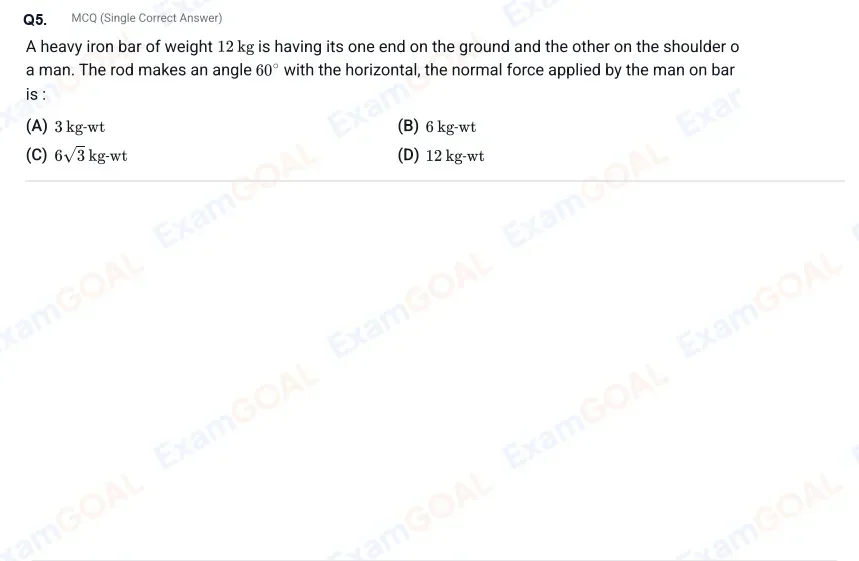 Q5. MCQ (Single Correct Answer)
A heavy iron bar of weight 12 kg is having its one end on the ground and the other on the shoulder o
a man. The rod makes an angle 60° with the horizontal, the normal force applied by the man on bar
is :
(A) 3 kg-wt (B) 6 kg-wt
(C) 6√3 kg-wt (D) 12 kg-wt
ExamGOAL